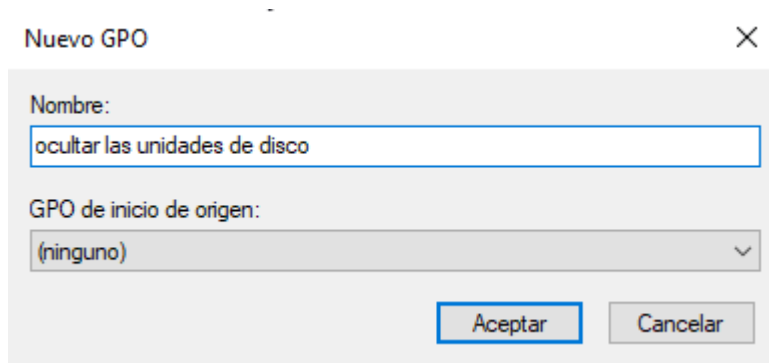 Nuevo GPO
Nombre:
ocultar las unidades de disco
GPO de inicio de origen:
(ninguno)
Aceptar
Cancelar